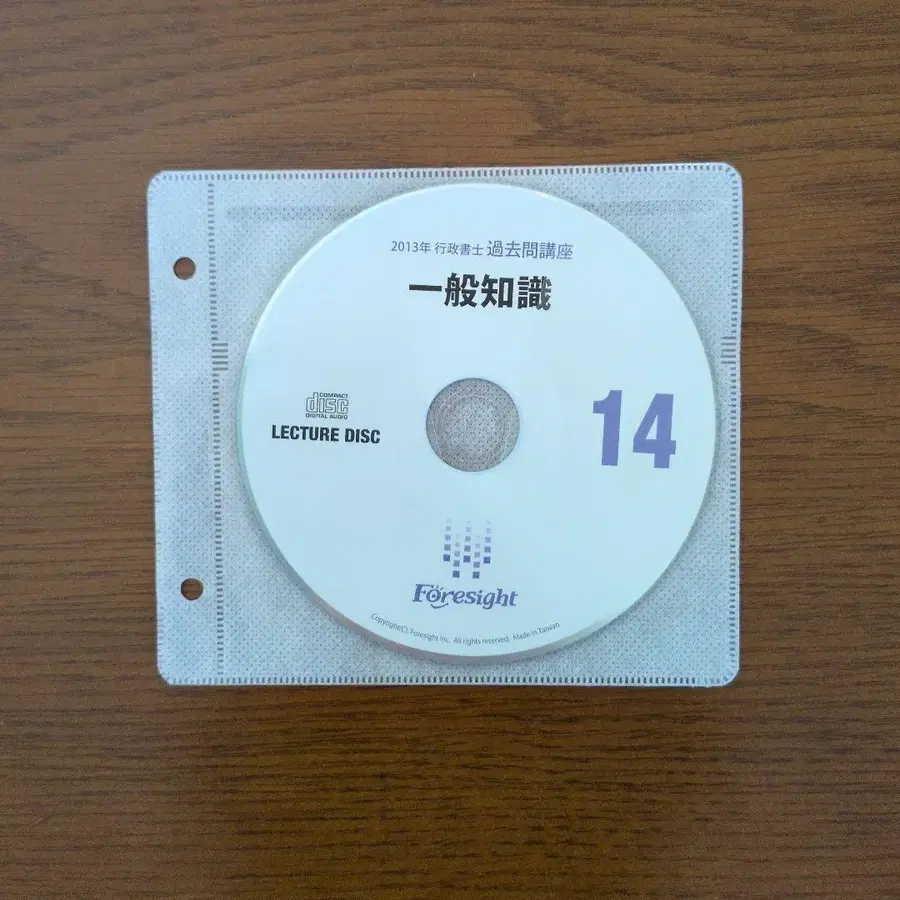 2013年 行政書士 過去問講座
一般知識
COMPACT
disc
DIGITAL AUDIO
LECTURE DISC
14
Foresight
Copyright(C) Foresight Inc. All rights reserved. Made in Taiwan